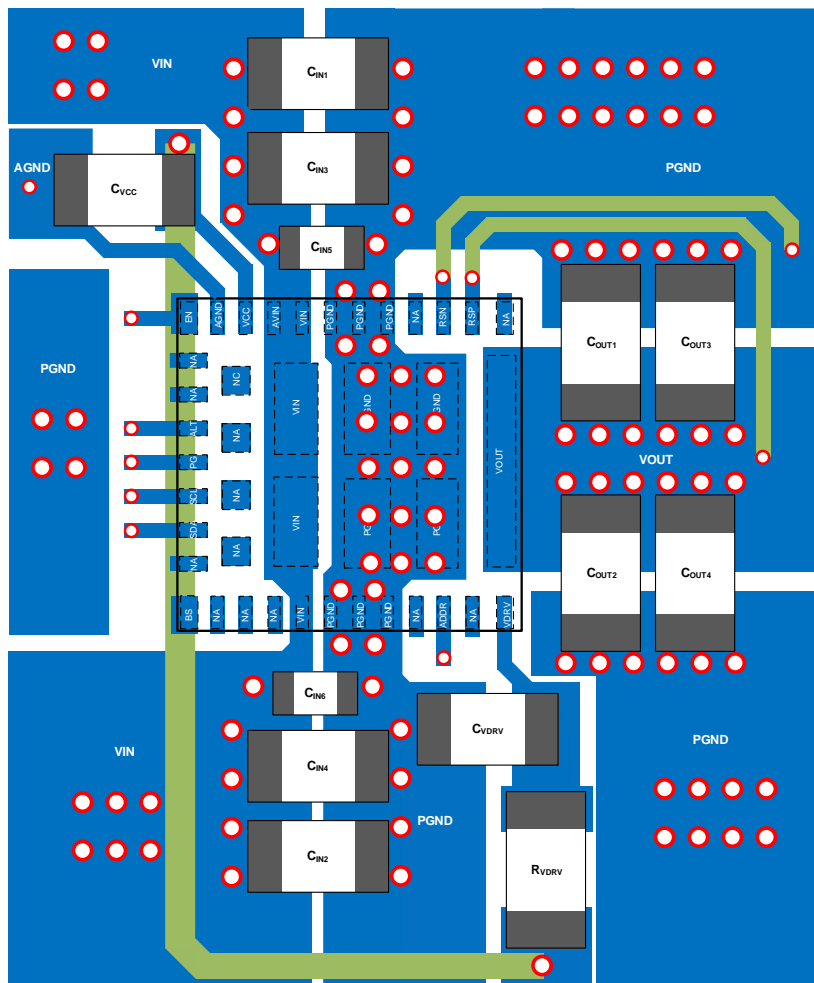 VIN
CIN1
CIN3
PGND
AGND
CVCC
CIN5
EN
AGND
VCC
AVIN
VIN
PGND
PGND
PGND
NA
RSN
RSP
NA
COUT1
COUT3
PGND
NA
NA
ALT
PG
SCL
SDA
NA
NC
NA
NA
NA
VIN
VIN
VOUT
VOUT
COUT2
COUT4
BS
NA
NA
NA
VIN
PGND
PGND
PGND
NA
ADDR
NA
VDRV
CIN6
CVDRV
VIN
CIN4
PGND
PGND
CIN2
RVDRV